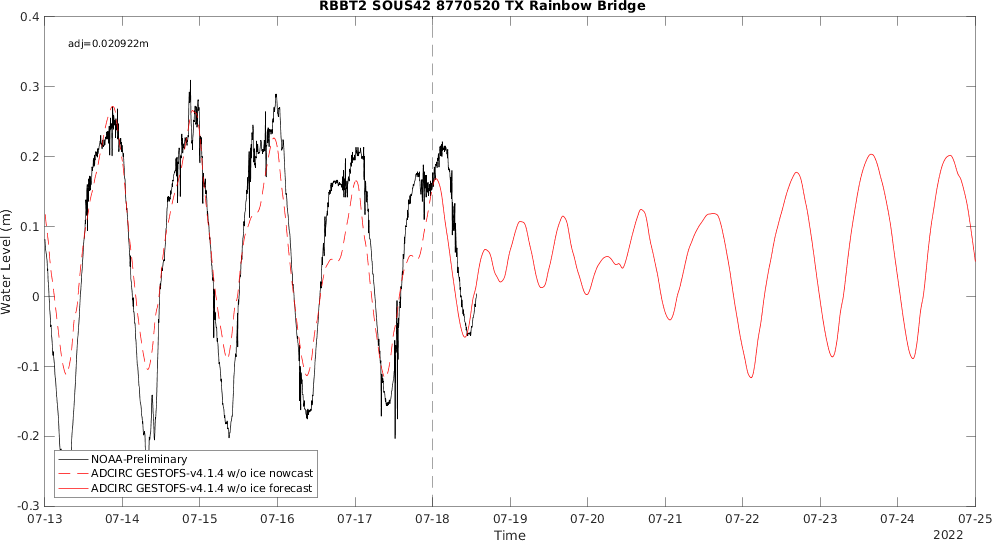 RBBT2 SOUS42 8770520 TX Rainbow Bridge
adj=0.020922m
0.4
0.3
0.2
0.1
0
-0.1
-0.2
-0.3
Water Level (m)
NOAA-Preliminary
ADCIRC GESTOFS-v4.1.4 w/o ice nowcast
ADCIRC GESTOFS-v4.1.4 w/o ice forecast
07-13 07-14 07-15 07-16 07-17 07-18 07-19 07-20 07-21 07-22 07-23 07-24 07-25
Time
2022